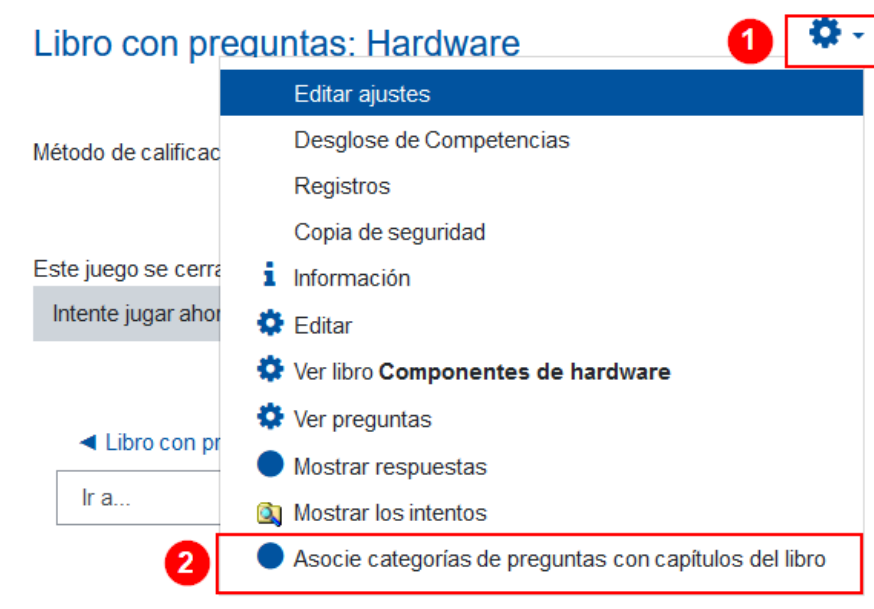 Libro con preguntas: Hardware
1
Editar ajustes
Desglose de Competencias
Método de calificac
Registros
Copia de seguridad
Este juego se cerra
Información
Intente jugar ahor
Editar
Ver libro Componentes de hardware
Ver preguntas
◄ Libro con pr
Mostrar respuestas
Ir a...
Mostrar los intentos
2
Asocie categorías de preguntas con capítulos del libro